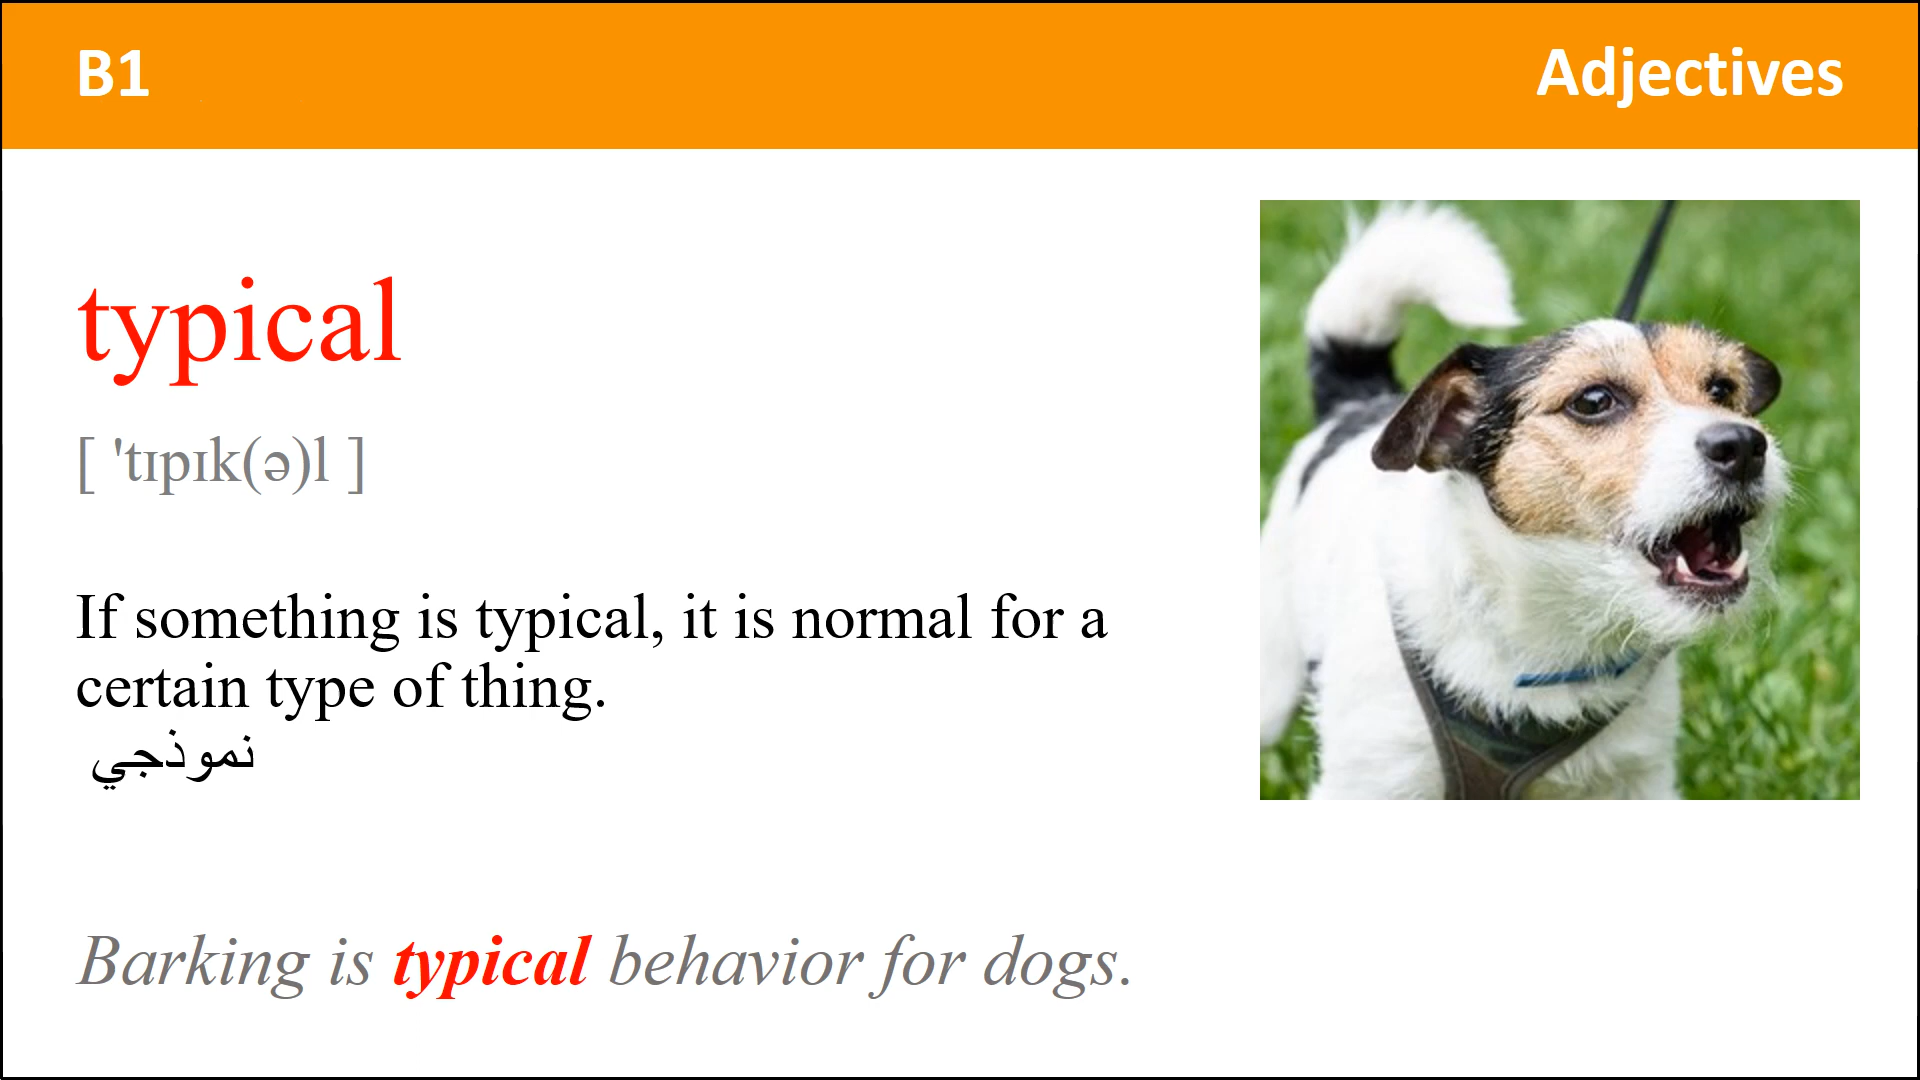 B1
Adjectives
typical
[ 'tɪpɪk(ə)l ]
If something is typical, it is normal for a
certain type of thing.
نموذجي
Barking is typical behavior for dogs.